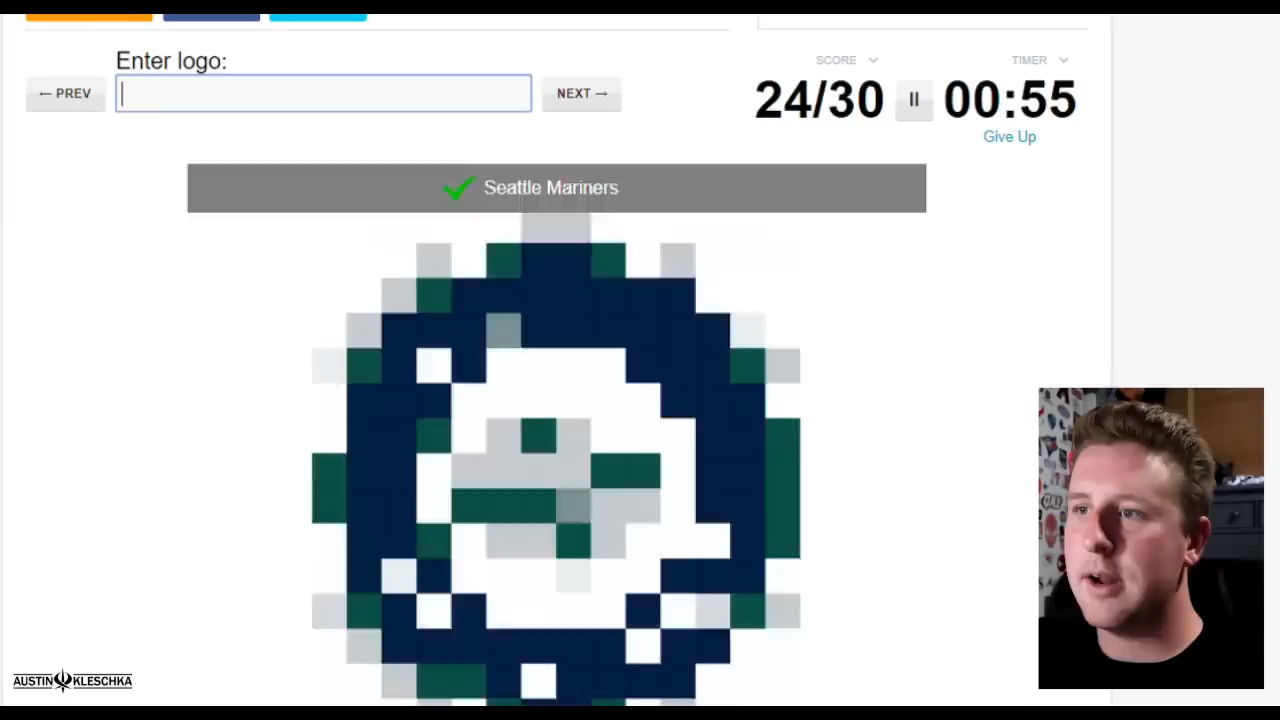 Enter logo:
← PREV
NEXT →
SCORE
TIMER
24/30
00:55
Give Up
Seattle Mariners
AUSTIN KLESCHKA